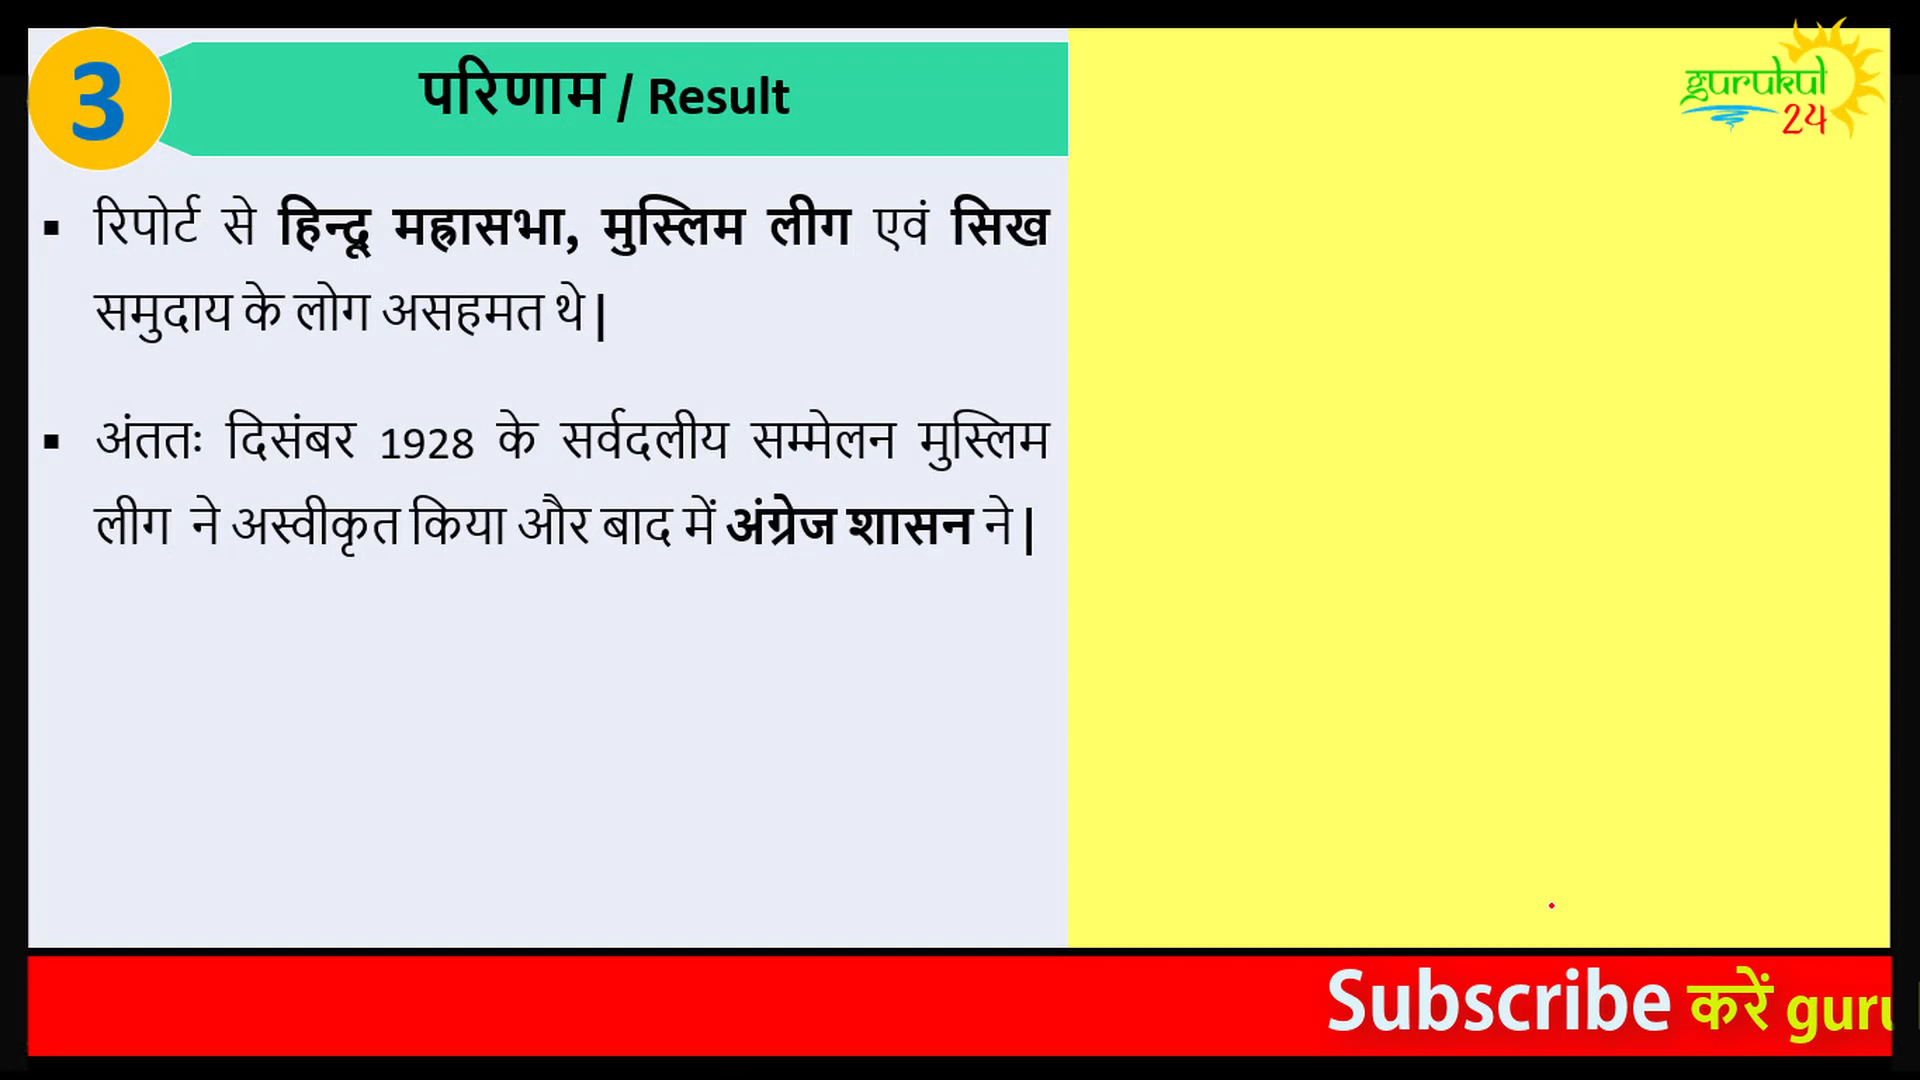 3
परिणाम / Result
gurukul
24
▪ रिपोर्ट से हिन्दू मह्रासभा, मुस्लिम लीग एवं सिख
समुदाय के लोग असहमत थे|
▪ अंततः दिसंबर 1928 के सर्वदलीय सम्मेलन मुस्लिम
लीग ने अस्वीकृत किया और बाद में अंग्रेज शासन ने|
Subscribe करें guru